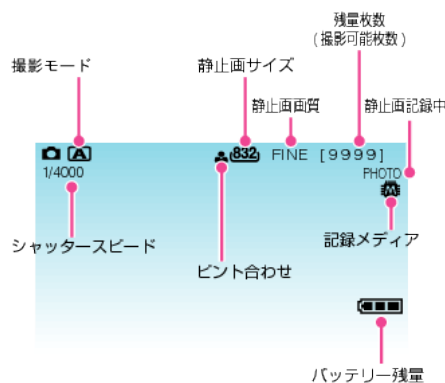 残量枚数
(撮影可能枚数)
撮影モード
静止画サイズ
静止画画質
静止画記録中
A 832 FINE [9999]
1/4000
PHOTO
M
シャッタースピード
ピント合わせ
記録メディア
バッテリー残量